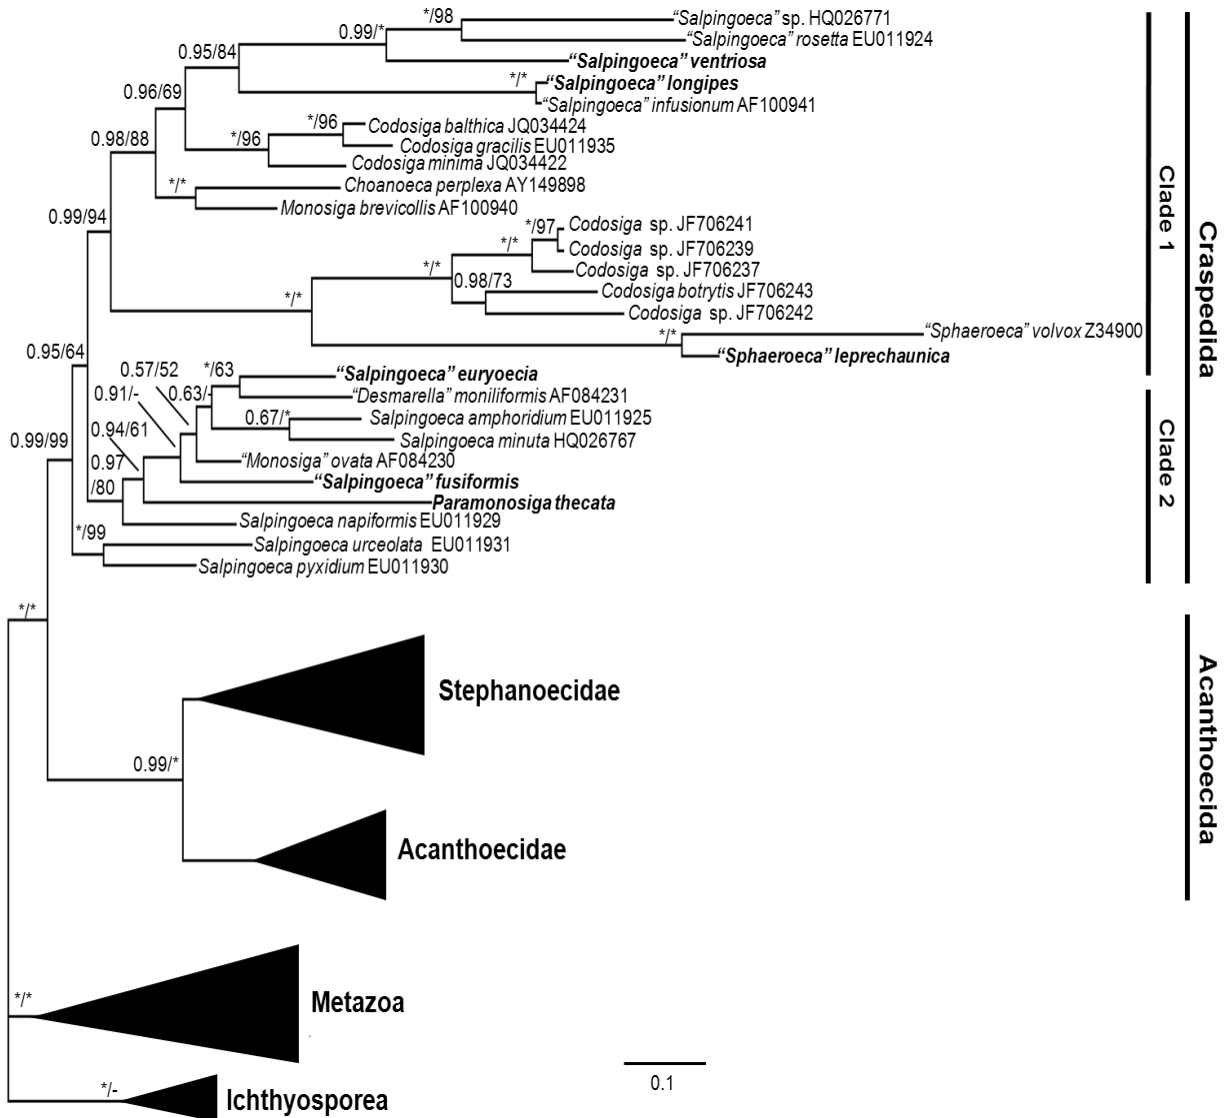 */98
"Salpingoeca" sp. HQ026771
0.99/*
"Salpingoeca" rosetta EU011924
0.95/84
"Salpingoeca" ventriosa
*/*
"Salpingoeca" longipes
0.96/69
"Salpingoeca" infusionum AF100941
*/96
Codosiga balthica JQ034424
0.98/88
*/96
Codosiga gracilis EU011935
Codosiga minima JQ034422
*/*
Choanoeca perplexa AY149898
Monosiga brevicollis AF100940
0.99/94
*/97
Codosiga sp. JF706241
*/*
Codosiga sp. JF706239
*/*
Codosiga sp. JF706237
0.98/73
Codosiga botrytis JF706243
*/*
Codosiga sp. JF706242
*/*
"Sphaeroeca" volvox Z34900
"Sphaeroeca" leprechaunica
Clade 1
Craspedida
0.95/64
0.57/52
*/63
"Salpingoeca" euryoecia
0.91/-
0.63/-
"Desmarella" moniliformis AF084231
0.67/*
Salpingoeca amphoridium EU011925
0.94/61
Salpingoeca minuta HQ026767
0.99/99
0.97
/80
"Monosiga" ovata AF084230
"Salpingoeca" fusiformis
Paramonosiga thecata
Salpingoeca napiformis EU011929
*/99
Salpingoeca urceolata EU011931
Salpingoeca pyxidium EU011930
Clade 2
*/*
Stephanoecidae
0.99/*
Acanthoecidae
Acanthoecida
*/*
Metazoa
*/-
Ichthyosporea
0.1